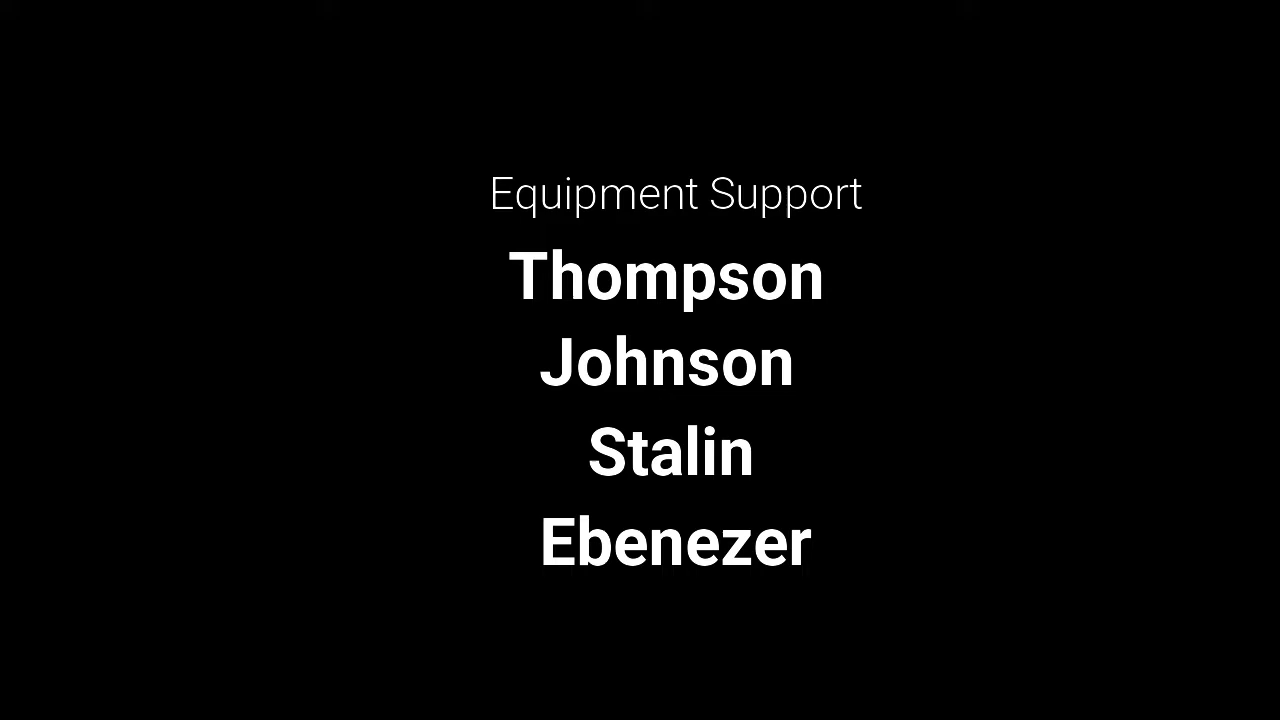 Equipment Support
Thompson
Johnson
Stalin
Ebenezer